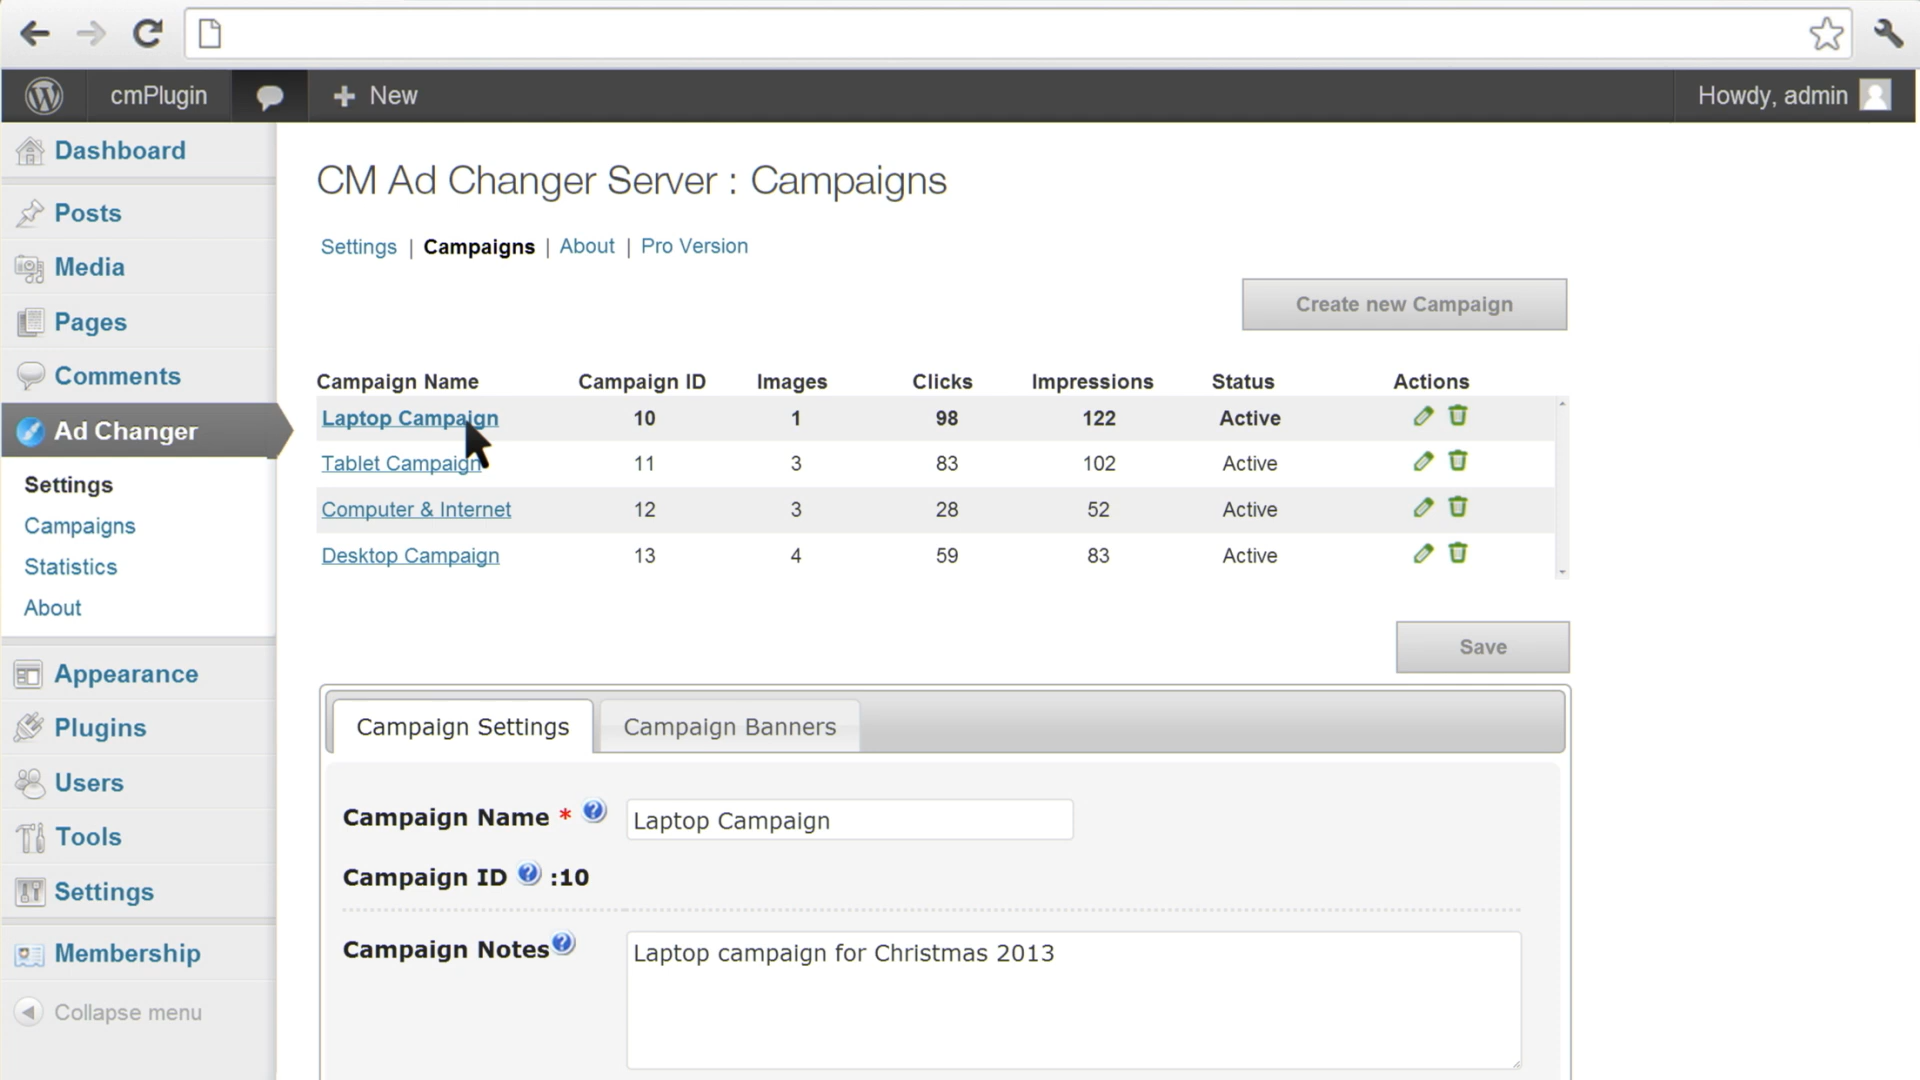 cmPlugin
New
Howdy, admin
Dashboard
Posts
Media
Pages
Comments
Ad Changer
Settings
Campaigns
Statistics
About
Appearance
Plugins
Users
Tools
Settings
Membership
Collapse menu
CM Ad Changer Server : Campaigns
Settings | Campaigns | About | Pro Version
Create new Campaign
Campaign Name Campaign ID Images Clicks Impressions Status Actions
Laptop Campaign 10 1 98 122 Active
Tablet Campaign 11 3 83 102 Active
Computer & Internet 12 3 28 52 Active
Desktop Campaign 13 4 59 83 Active
Save
Campaign Settings Campaign Banners
Campaign Name * ? Laptop Campaign
Campaign ID ? :10
Campaign Notes ? Laptop campaign for Christmas 2013